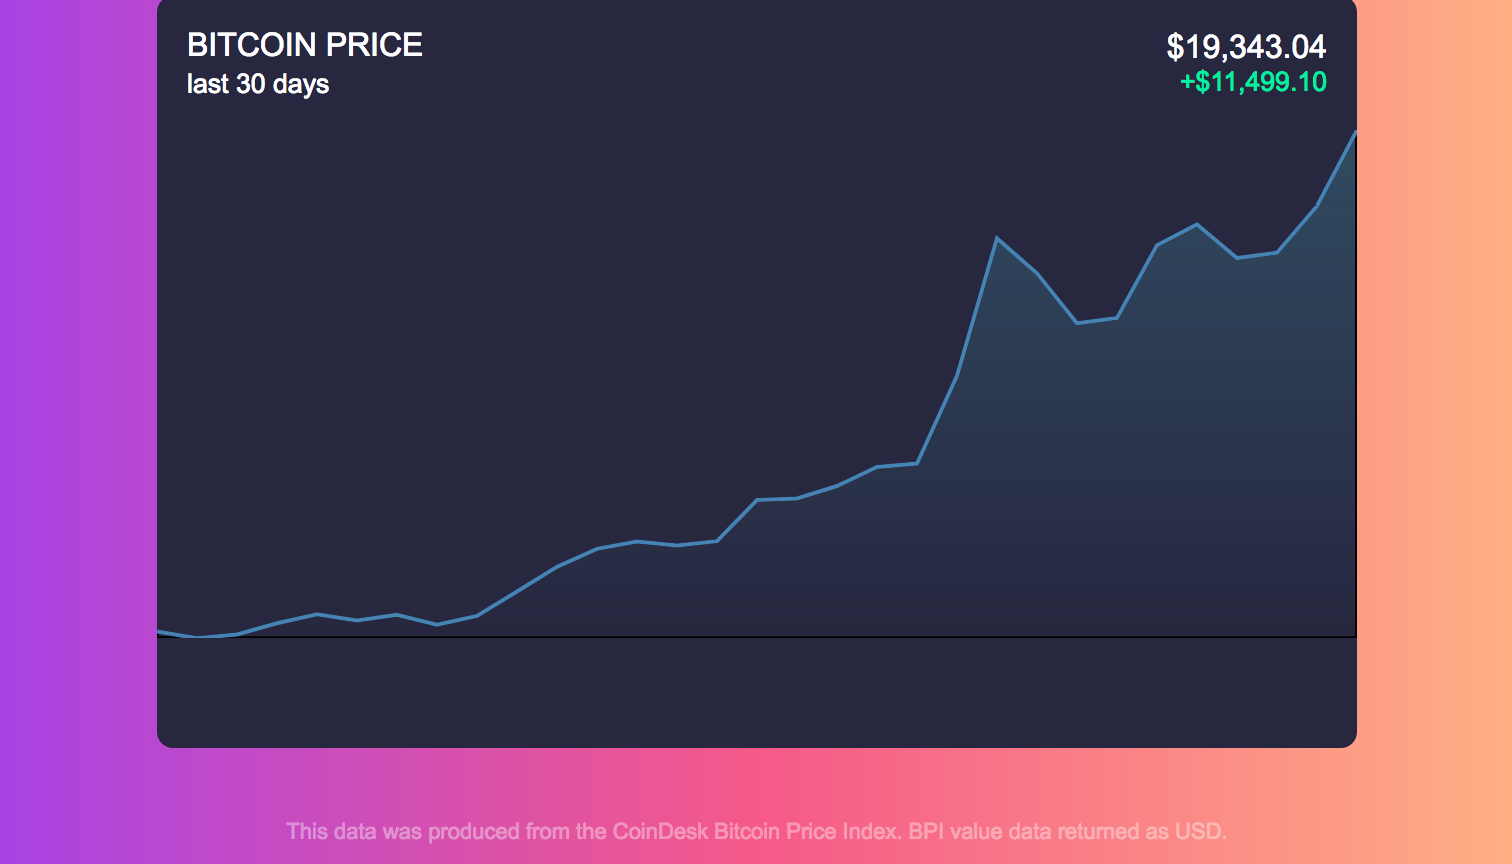 BITCOIN PRICE
$19,343.04
last 30 days
+$11,499.10
This data was produced from the CoinDesk Bitcoin Price Index. BPI value data returned as USD.